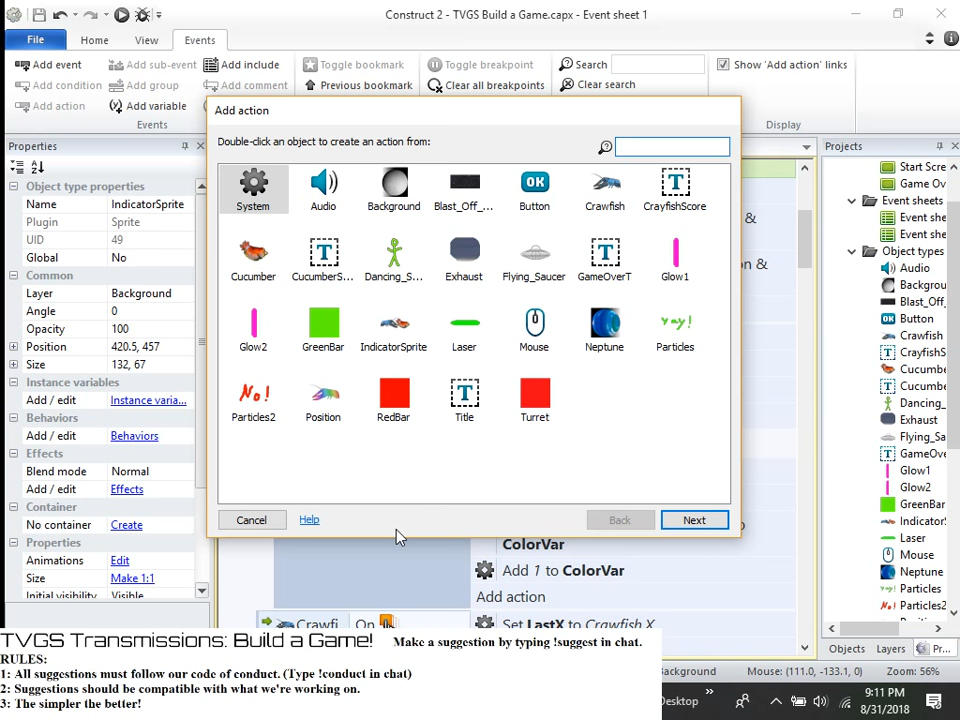 Construct 2 - TVGS Build a Game.capx - Event sheet 1
File Home View Events
Add event Add sub-event Add include Toggle bookmark Toggle breakpoint Search Show 'Add action' links
Add condition Add group Add comment Previous bookmark Clear all breakpoints Clear search
Add action Add variable
Events Display
Properties
Object type properties
Name IndicatorSprite
Plugin Sprite
UID 49
Global No
Common
Layer Background
Angle 0
Opacity 100
Position 420.5, 457
Size 132, 67
Instance variables
Add / edit Instance varia...
Behaviors
Add / edit Behaviors
Effects
Blend mode Normal
Add / edit Effects
Container
No container Create
Properties
Animations Edit
Size Make 1:1
Initial visibility Visible
Add action
Double-click an object to create an action from:
System Audio Background Blast_Off_... Button Crawfish CrayfishScore
Cucumber CucumberS... Dancing_S... Exhaust Flying_Saucer GameOverT Glow1
Glow2 GreenBar IndicatorSprite Laser Mouse Neptune Particles
Particles2 Position RedBar Title Turret
Cancel Help Back Next
&
n &
ColorVar
Add 1 to ColorVar
Add action
Crawfi On Set LastX to Crawfish.X
Projects
Start Scre
Game Ov
Event sheets
Event she
Event she
Object types
Audio
Backgrou
Blast_Off
Button
Crawfish
CrayfishS
Cucumbe
Cucumbe
Dancing_
Exhaust
Flying_Sa
GameOve
Glow1
Glow2
GreenBar
Indicator
Laser
Mouse
Neptune
Particles
Particles2
Objects Layers Pr...
ackground Mouse: (111.0, -133.1, 0) Zoom: 56%
TVGS Transmissions: Build a Game! Make a suggestion by typing !suggest in chat.
RULES:
1: All suggestions must follow our code of conduct. (Type !conduct in chat)
2: Suggestions should be compatible with what we're working on.
3: The simpler the better!
Desktop
9:11 PM
8/31/2018